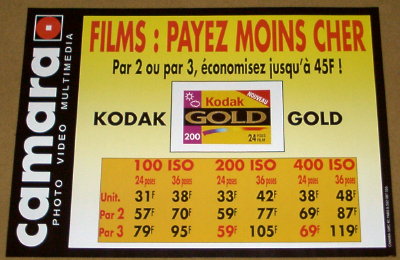 camara
PHOTO VIDEO MULTIMEDIA
FILMS : PAYEZ MOINS CHER
Par 2 ou par 3, économisez jusqu'à 45F !
KODAK GOLD
Kodak
NOUVEAU
GOLD
200
24
100 ISO 200 ISO 400 ISO
24 poses 36 poses 24 poses 36 poses 24 poses 36 poses
Unit. 31F 38F 33F 42F 38F 48F
Par 2 57F 70F 59F 77F 69F 87F
Par 3 79F 95F 59F 105F 69F 119F